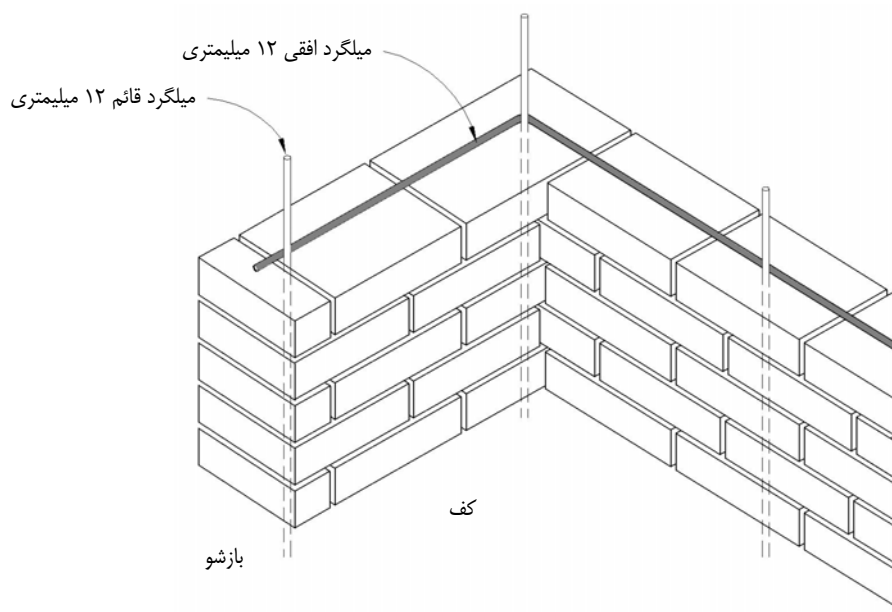 میلگرد افقی ۱۲ میلیمتری
میلگرد قائم ۱۲ میلیمتری
کف
بازشو